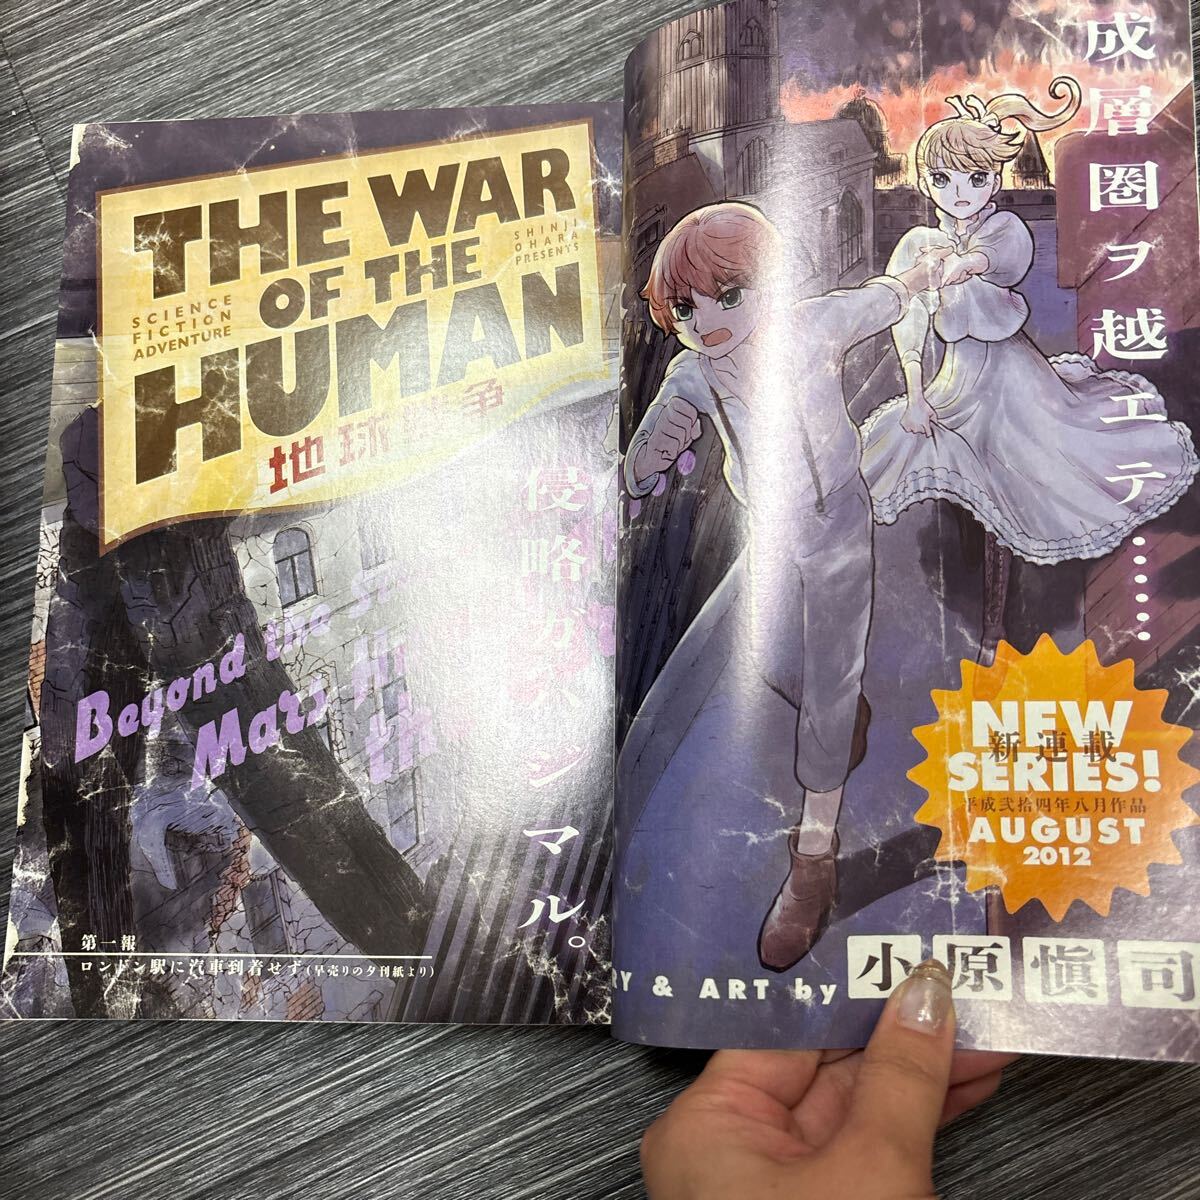 成層圏ヲ越エテ……
THE WAR
OF THE
HUMAN
SHINJI
OHARA
PRESENTS
SCIENCE
FICTION
ADVENTURE
地球
争
侵略ガハジマル。
Beyond the
Mars
第一報
ロンドン駅に汽車到着せず(早売りの夕刊紙より)
NEW
新連載
SERIES!
平成弐拾四年八月作品
AUGUST
2012
& ART by 小原愼司